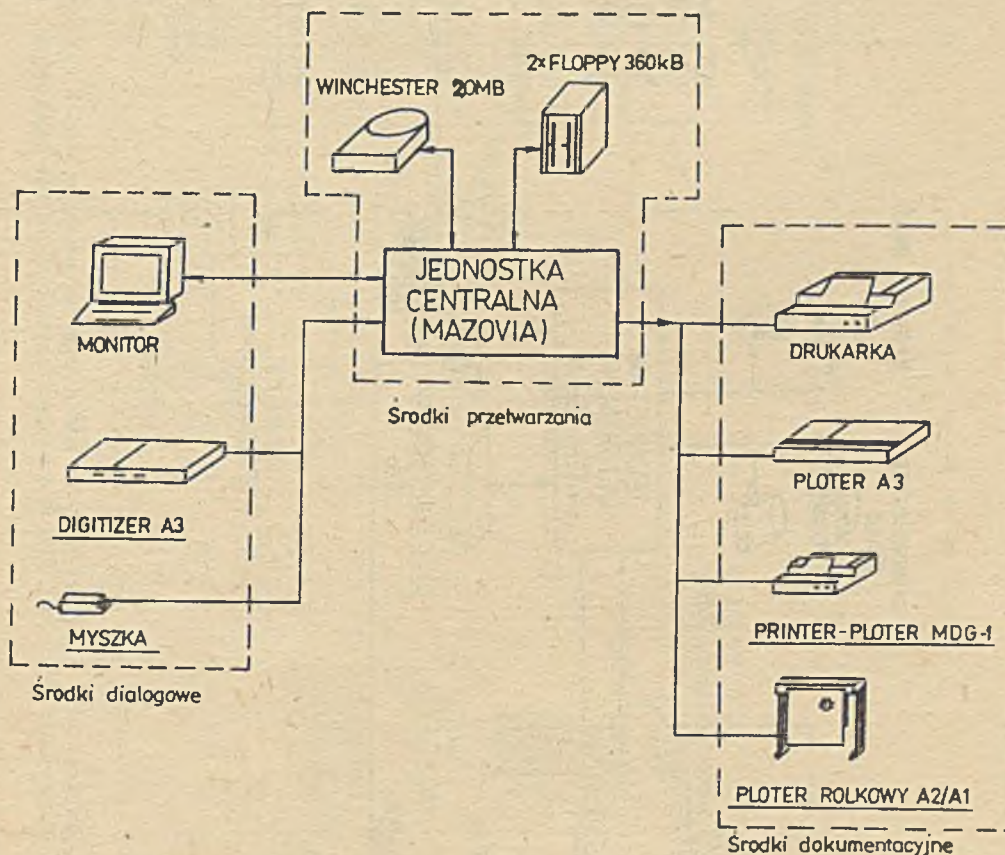 2×FLOPPY 360kB
WINCHESTER 20MB
JEDNOSTKA
CENTRALNA
(MAZOVIA)
Środki przetwarzania
MONITOR
DIGITIZER A3
MYSZKA
Środki dialogowe
DRUKARKA
PLOTER A3
PRINTER-PLOTER MDG-1
PLOTER ROLKOWY A2/A1
Środki dokumentacyjne